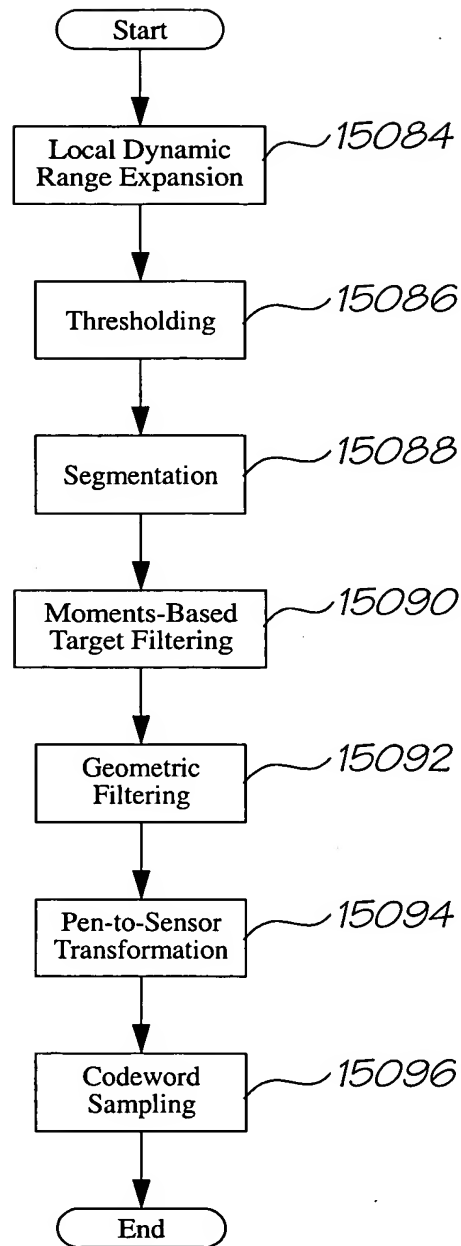 Start
Local Dynamic
Range Expansion
15084
Thresholding
15086
Segmentation
15088
Moments-Based
Target Filtering
15090
Geometric
Filtering
15092
Pen-to-Sensor
Transformation
15094
Codeword
Sampling
15096
End